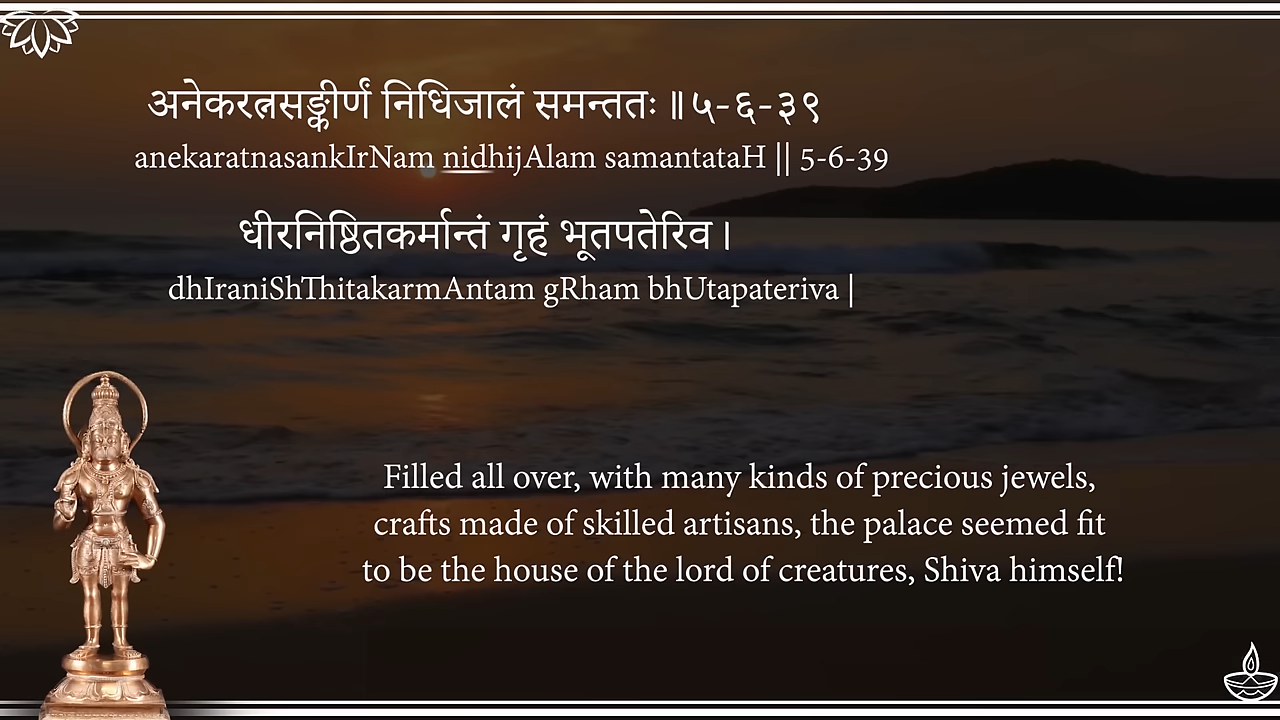 अनेकरत्नसङ्कीर्णं निधिजालं समन्ततः ॥५-६-३९
anekaratnasankIrNam nidhijAlam samantataH || 5-6-39
धीरनिष्ठितकर्मान्तं गृहं भूतपतेरिव ।
dhIraniShThitakarmAntam gRham bhUtapateriva |
Filled all over, with many kinds of precious jewels,
crafts made of skilled artisans, the palace seemed fit
to be the house of the lord of creatures, Shiva himself!